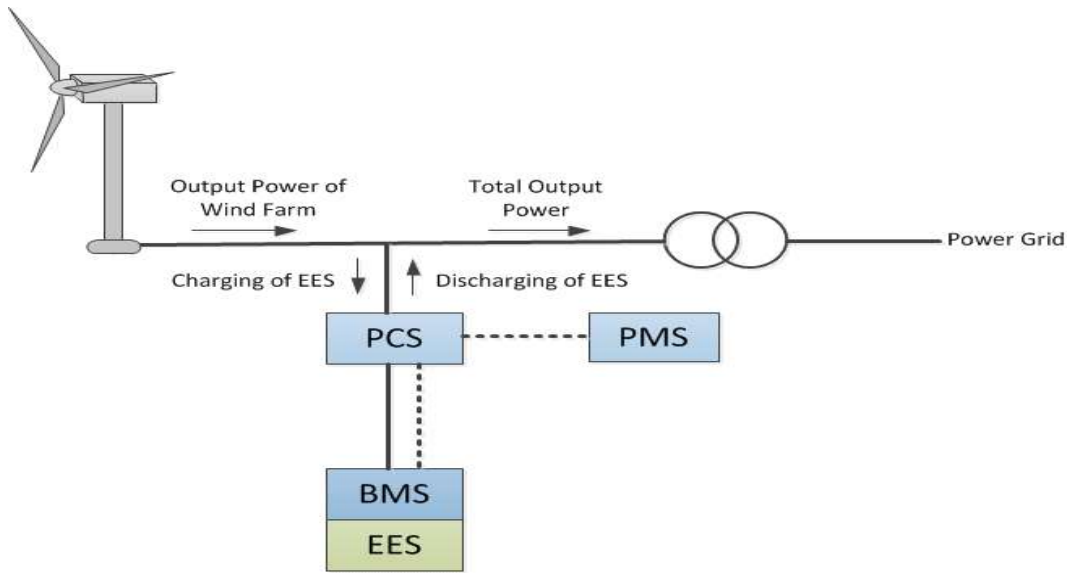 Output Power of
Wind Farm
Total Output
Power
Power Grid
Charging of EES
Discharging of EES
PCS
PMS
BMS
EES